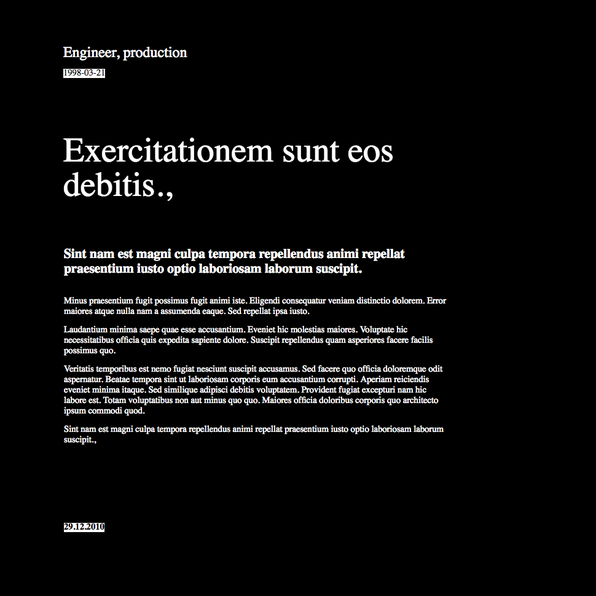 Engineer, production
1998-03-21
Exercitationem sunt eos
debitis.,
Sint nam est magni culpa tempora repellendus animi repellat
praesentium iusto optio laboriosam laborum suscipit.
Minus praesentium fugit possimus fugit animi iste. Eligendi consequatur veniam distinctio dolorem. Error
maiores atque nulla nam a assumenda eaque. Sed repellat ipsa iusto.
Laudantium minima saepe quae esse accusantium. Eveniet hic molestias maiores. Voluptate hic
necessitatibus officia quis expedita sapiente dolore. Suscipit repellendus quam asperiores facere facilis
possimus quo.
Veritatis temporibus est nemo fugiat nesciunt suscipit accusamus. Sed facere quo officia doloremque odit
aspernatur. Beatae tempora sint ut laboriosam corporis eum accusantium corrupti. Aperiam reiciendis
eveniet minima itaque. Sed similique adipisci debitis voluptatem. Provident fugiat excepturi nam hic
labore est. Totam voluptatibus non aut minus quo quo. Maiores officia doloribus corporis quo architecto
ipsum commodi quod.
Sint nam est magni culpa tempora repellendus animi repellat praesentium iusto optio laboriosam laborum
suscipit.,
29.12.2010